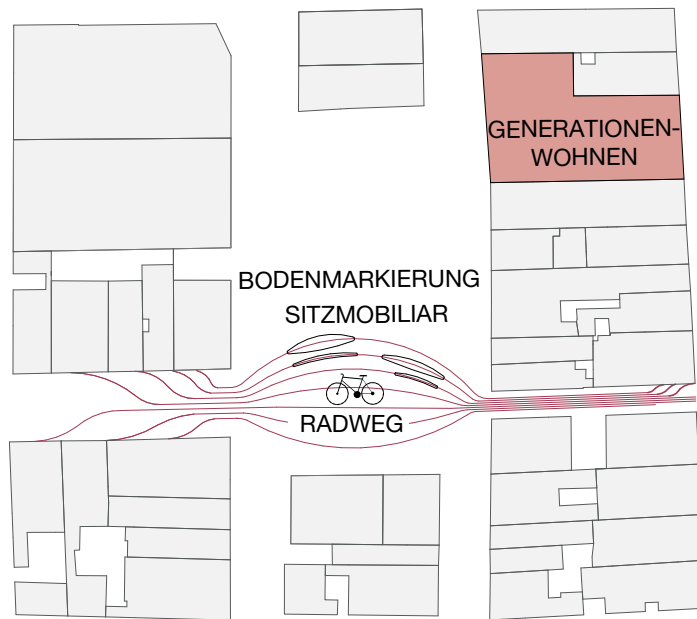 GENERATIONEN-
WOHNEN
BODENMARKIERUNG
SITZMOBILIAR
RADWEG